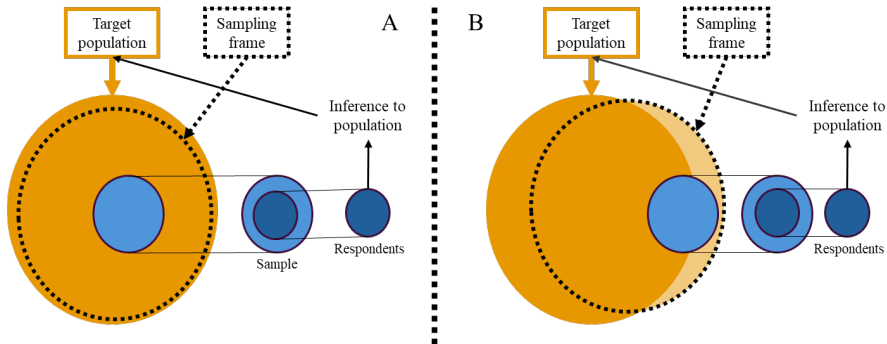 Target
population
Sampling
frame
A
Inference to
population
Sample
Respondents
B
Target
population
Sampling
frame
Inference to
population
Respondents